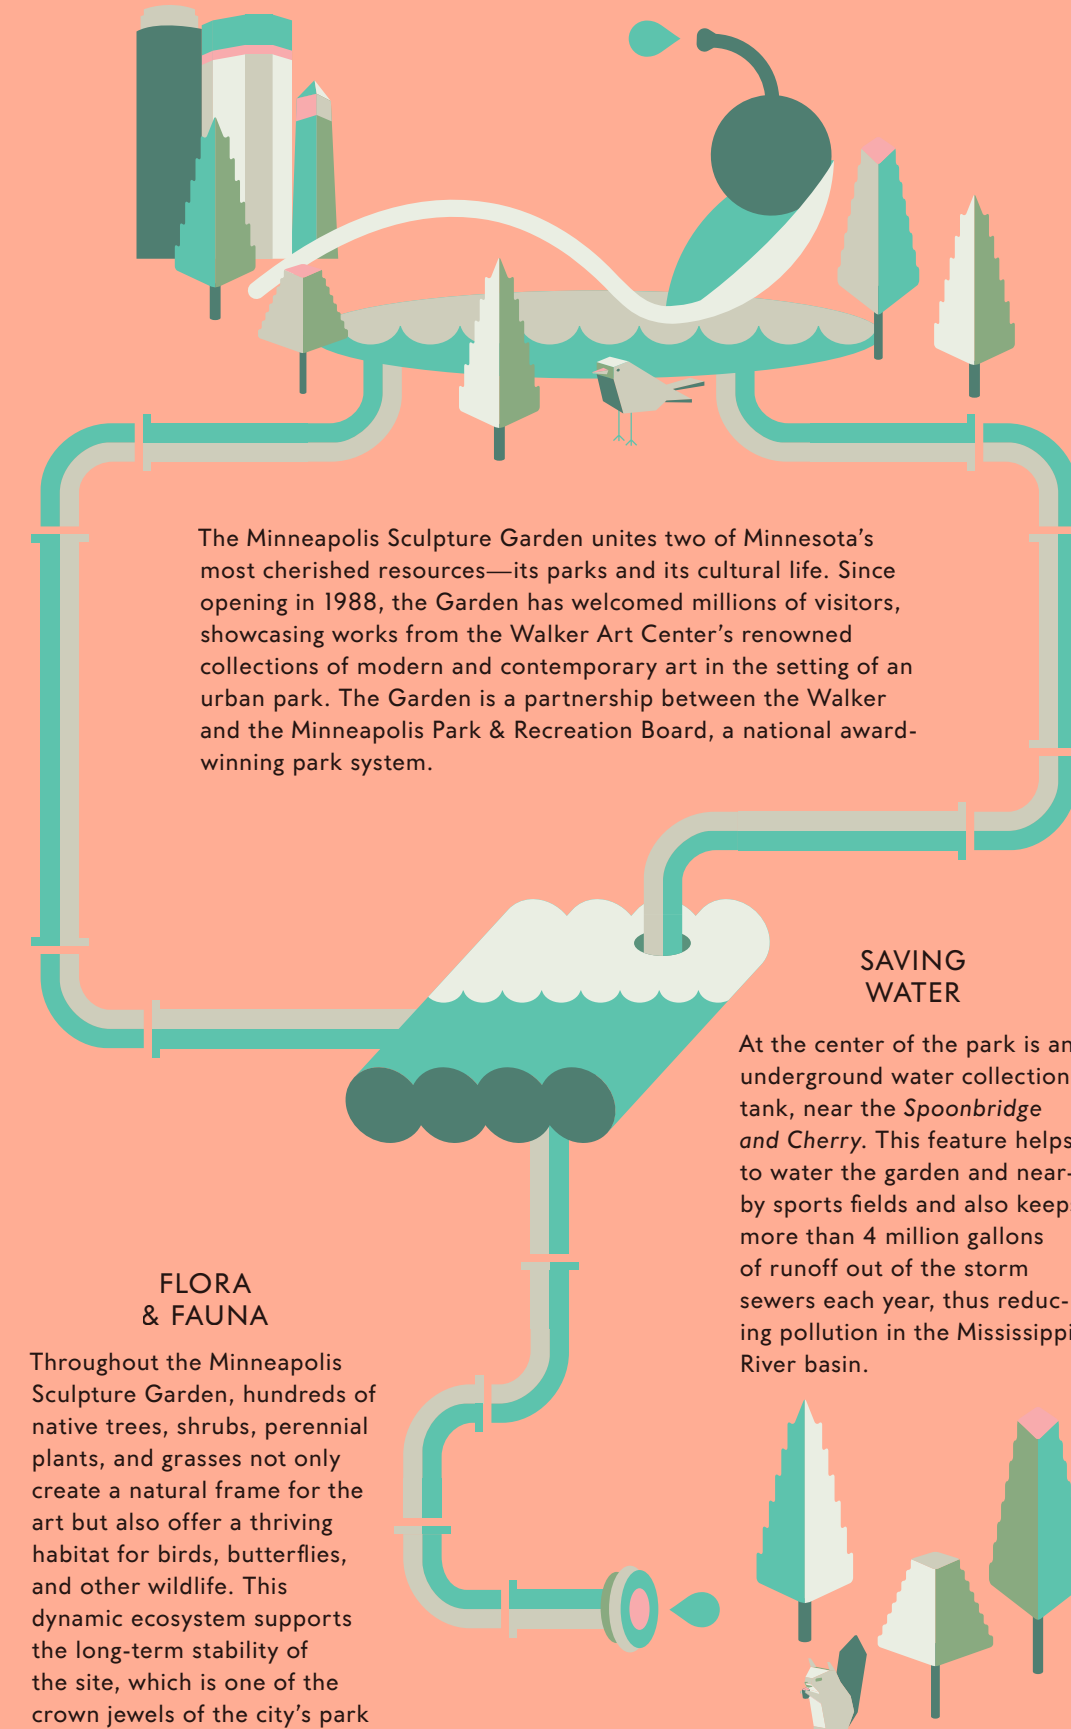 The Minneapolis Sculpture Garden unites two of Minnesota’s
most cherished resources—its parks and its cultural life. Since
opening in 1988, the Garden has welcomed millions of visitors,
showcasing works from the Walker Art Center’s renowned
collections of modern and contemporary art in the setting of an
urban park. The Garden is a partnership between the Walker
and the Minneapolis Park & Recreation Board, a national award-
winning park system.
SAVING
WATER
At the center of the park is an
underground water collection
tank, near the Spoonbridge
and Cherry. This feature helps
to water the garden and near-
by sports fields and also keeps
more than 4 million gallons
of runoff out of the storm
sewers each year, thus reduc-
ing pollution in the Mississippi
River basin.
FLORA
& FAUNA
Throughout the Minneapolis
Sculpture Garden, hundreds of
native trees, shrubs, perennial
plants, and grasses not only
create a natural frame for the
art but also offer a thriving
habitat for birds, butterflies,
and other wildlife. This
dynamic ecosystem supports
the long-term stability of
the site, which is one of the
crown jewels of the city’s park